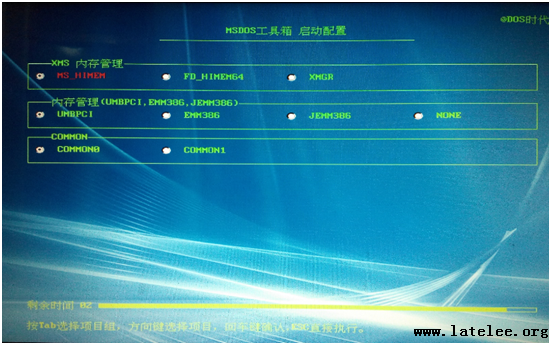 @DOS时代
MSDOS工具箱 启动配置
XMS 内存管理
MS_HIMEM FD_HIMEM64 XMGR
内存管理(UMBPCI,EMM386,JEMM386)
UMBPCI EMM386 JEMM386 NONE
COMMON
COMMON0 COMMON1
剩余时间 02
按Tab选择项目组,方向键选择项目,回车键确认,ESC直接执行。
www.latelee.org